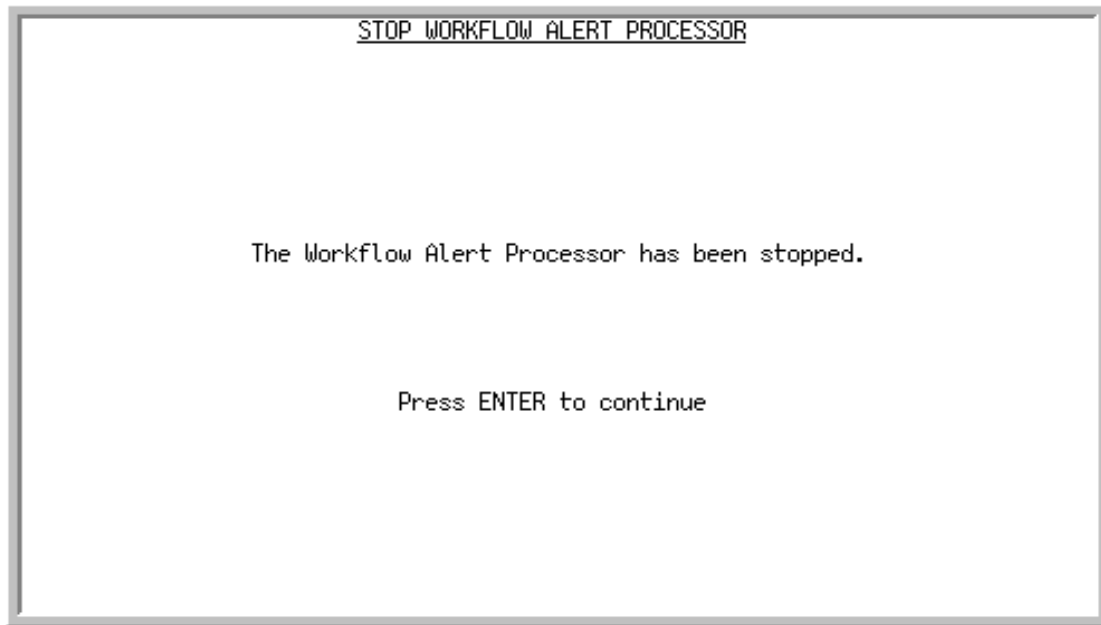 STOP WORKFLOW ALERT PROCESSOR
The Workflow Alert Processor has been stopped.
Press ENTER to continue